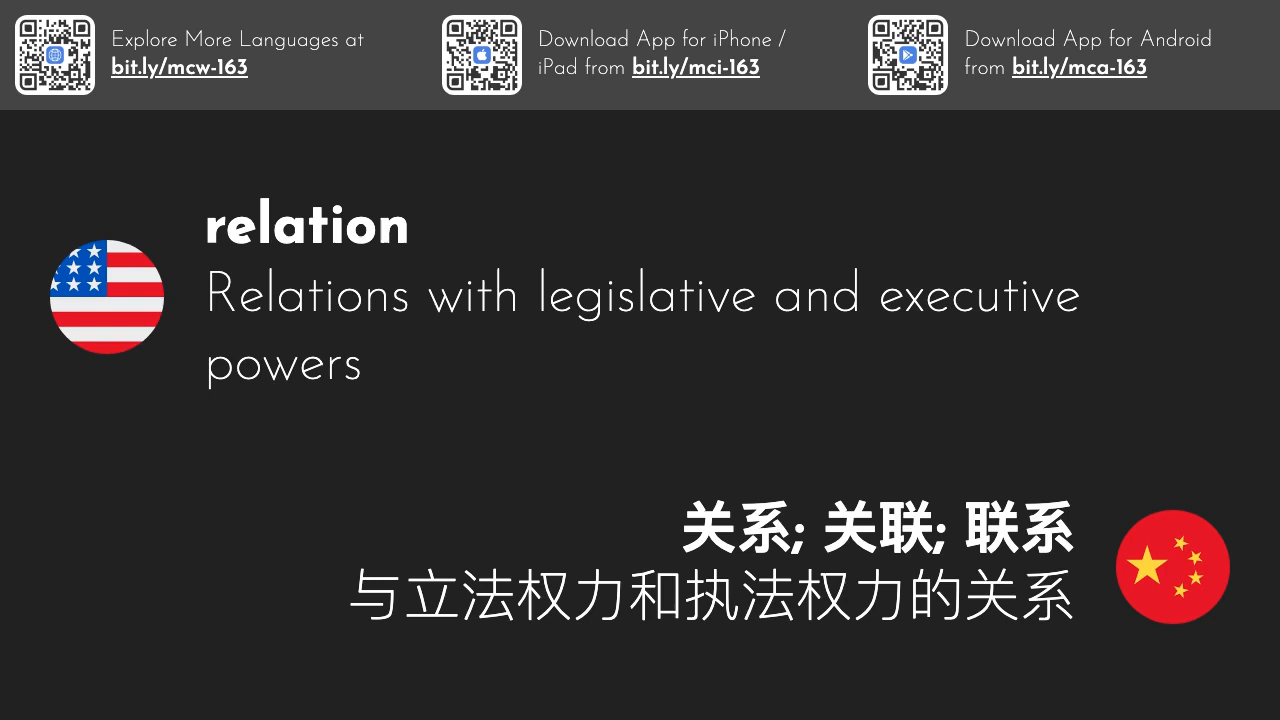 Explore More Languages at
bit.ly/mcw-163
Download App for iPhone /
iPad from bit.ly/mci-163
Download App for Android
from bit.ly/mca-163
relation
Relations with legislative and executive
powers
关系; 关联; 联系
与立法权力和执法权力的关系